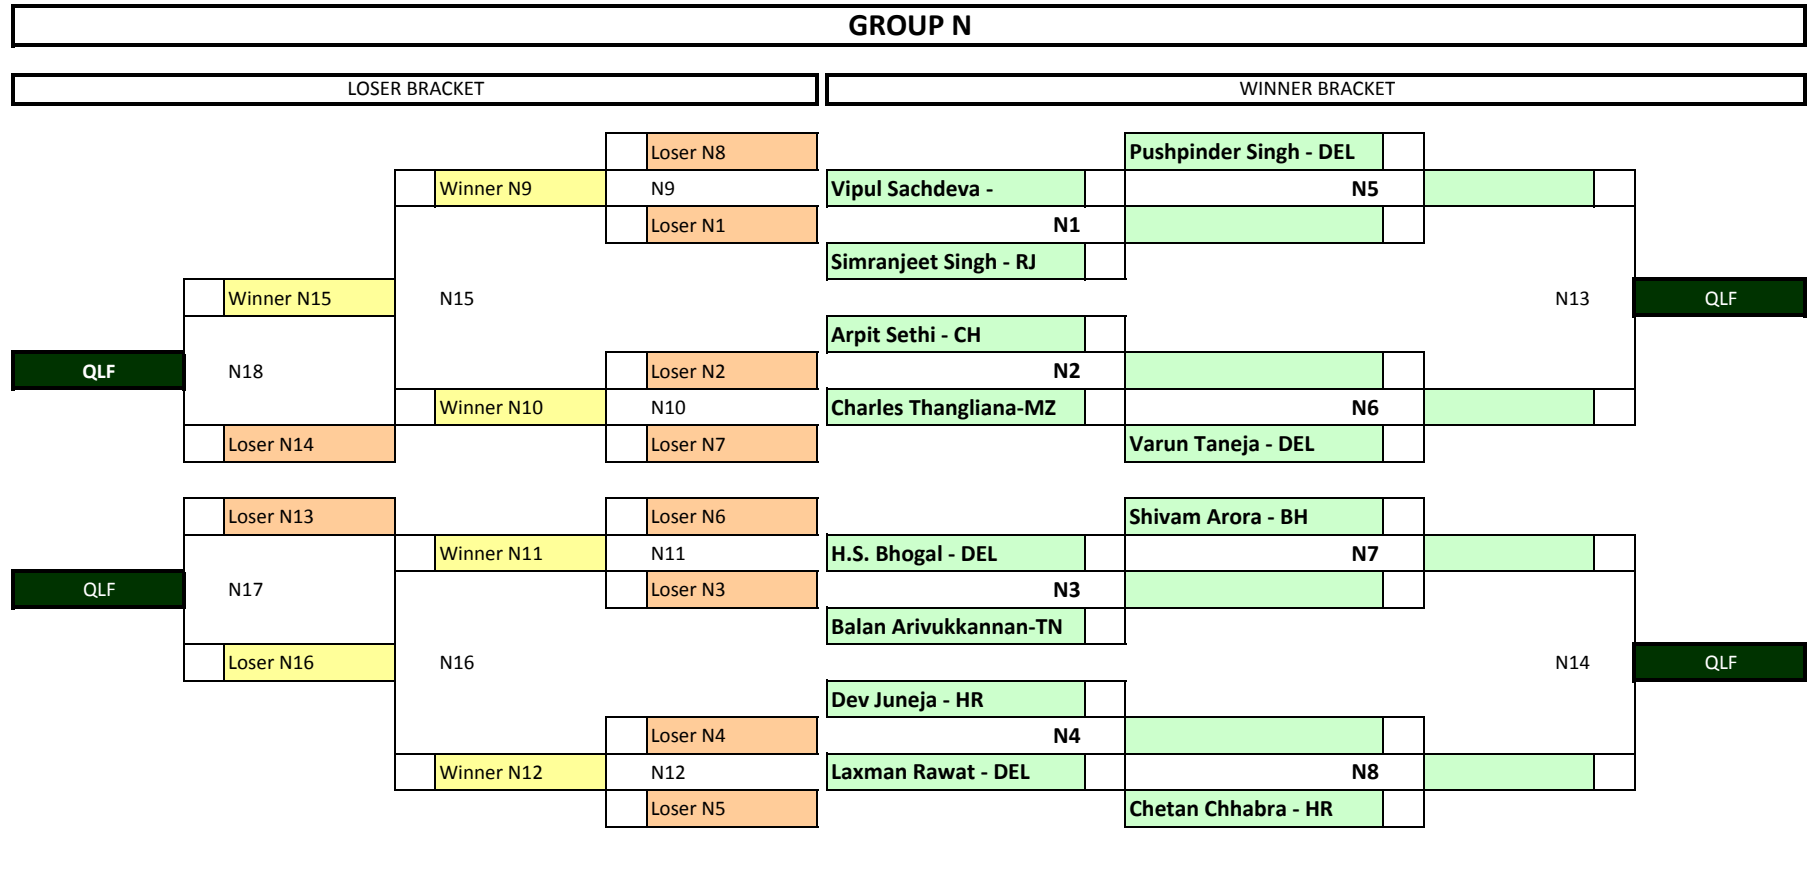 GROUP N
LOSER BRACKET WINNER BRACKET
Loser N8 Pushpinder Singh - DEL
Winner N9 N9 Vipul Sachdeva - N5
Loser N1 N1
Simranjeet Singh - RJ
Winner N15 N15 N13 QLF
Arpit Sethi - CH
QLF N18 Loser N2 N2
Winner N10 N10 Charles Thangliana-MZ N6
Loser N14 Loser N7 Varun Taneja - DEL
Loser N13 Loser N6 Shivam Arora - BH
Winner N11 N11 H.S. Bhogal - DEL N7
QLF N17 Loser N3 N3
Balan Arivukkannan-TN
Loser N16 N16 N14 QLF
Dev Juneja - HR
Loser N4 N4
Winner N12 N12 Laxman Rawat - DEL N8
Loser N5 Chetan Chhabra - HR